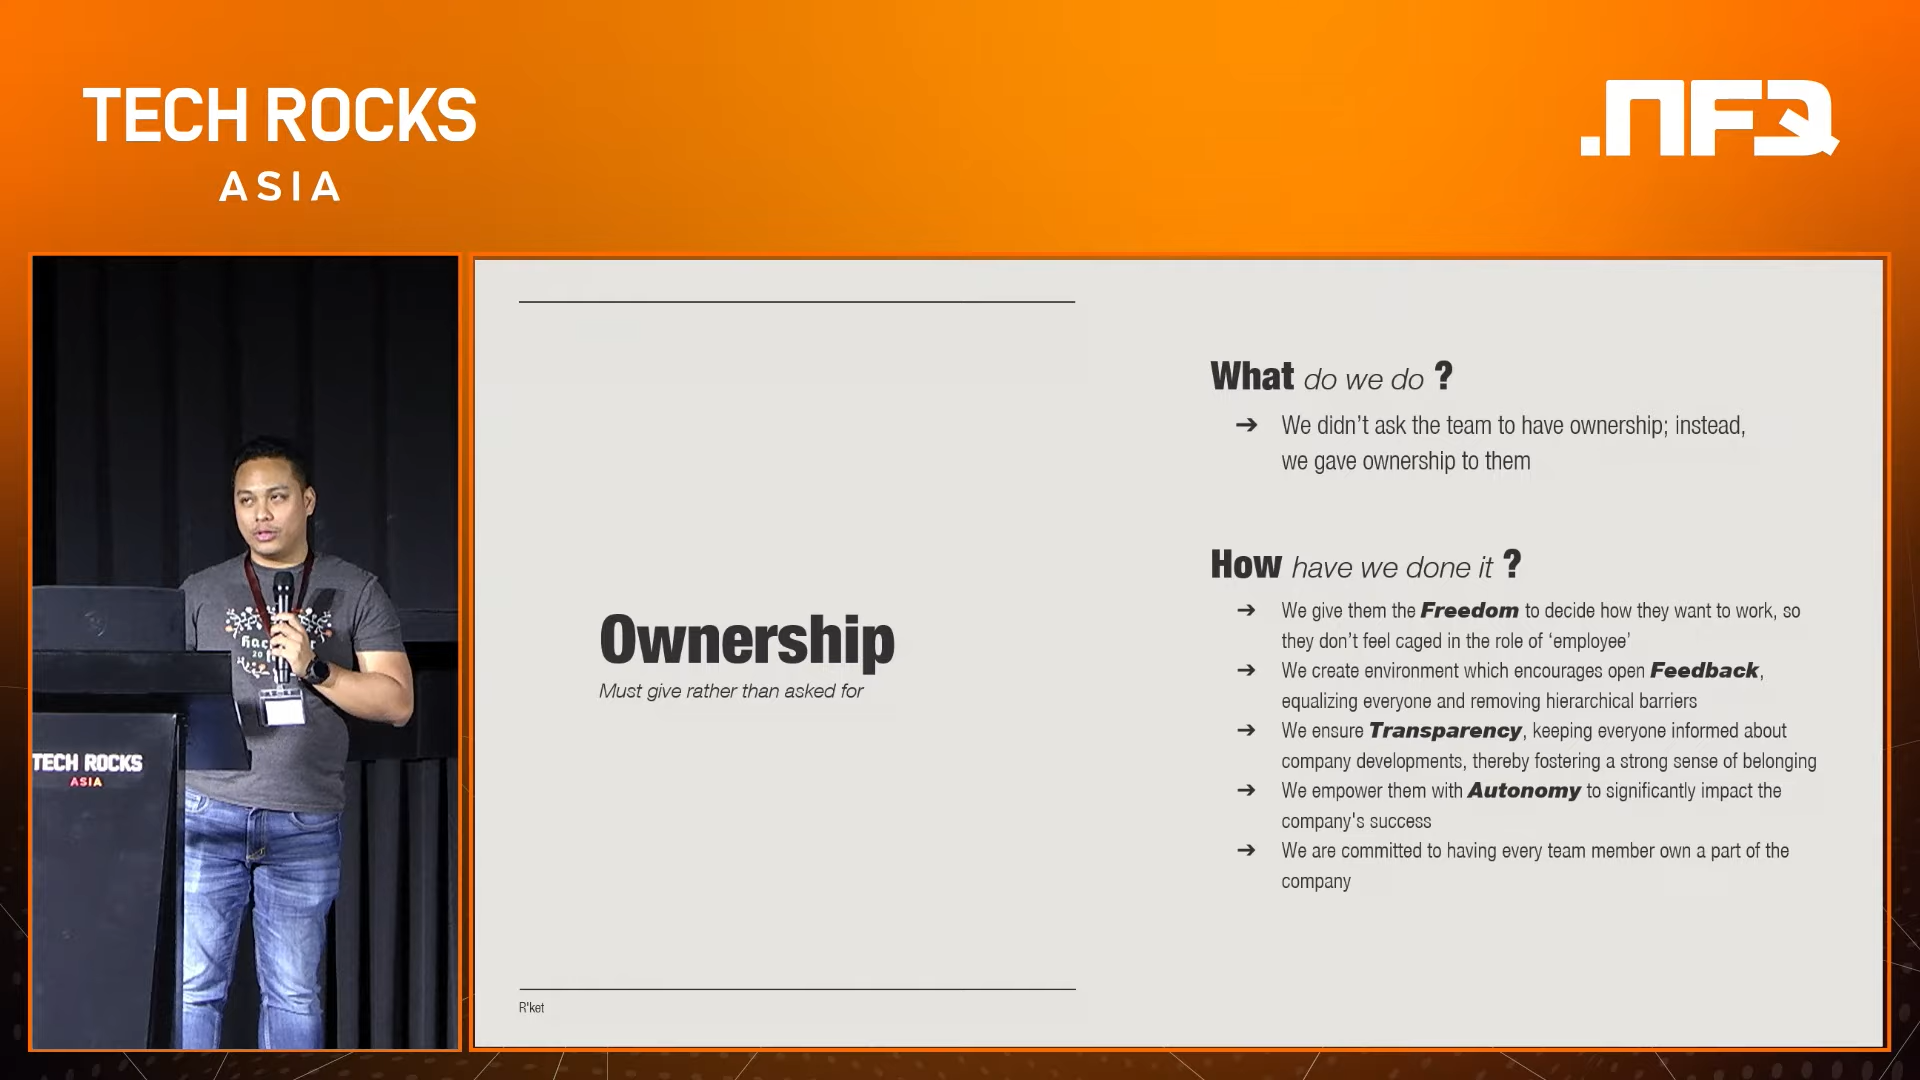 TECH ROCKS
ASIA
.NFQ
TECH ROCKS
ASIA
Ownership
Must give rather than asked for
R'ket
What do we do ?
➔ We didn’t ask the team to have ownership; instead,
we gave ownership to them
How have we done it ?
➔ We give them the Freedom to decide how they want to work, so
they don’t feel caged in the role of ‘employee’
➔ We create environment which encourages open Feedback,
equalizing everyone and removing hierarchical barriers
➔ We ensure Transparency, keeping everyone informed about
company developments, thereby fostering a strong sense of belonging
➔ We empower them with Autonomy to significantly impact the
company's success
➔ We are committed to having every team member own a part of the
company